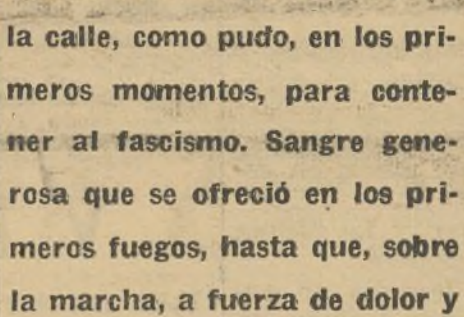 la calle, como pudo, en los pri-
meros momentos, para conte-
ner al fascismo. Sangre gene-
rosa que se ofreció en los pri-
meros fuegos, hasta que, sobre
la marcha, a fuerza de dolor y